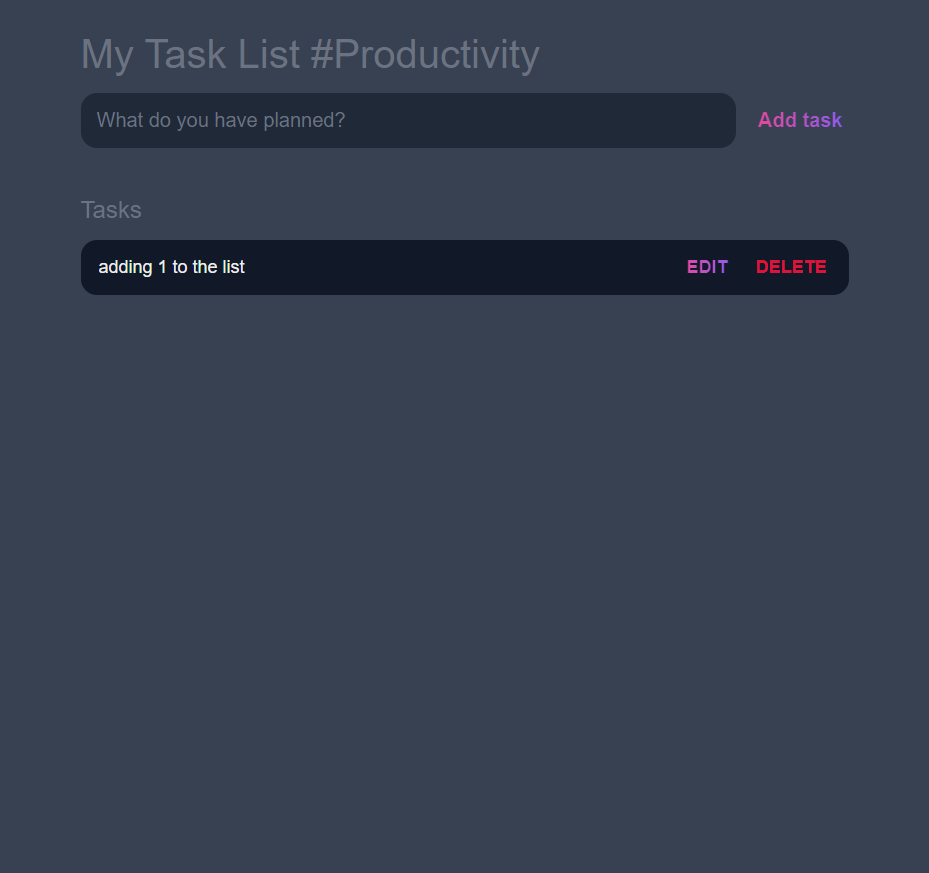 My Task List #Productivity
What do you have planned? Add task
Tasks
adding 1 to the list EDIT DELETE